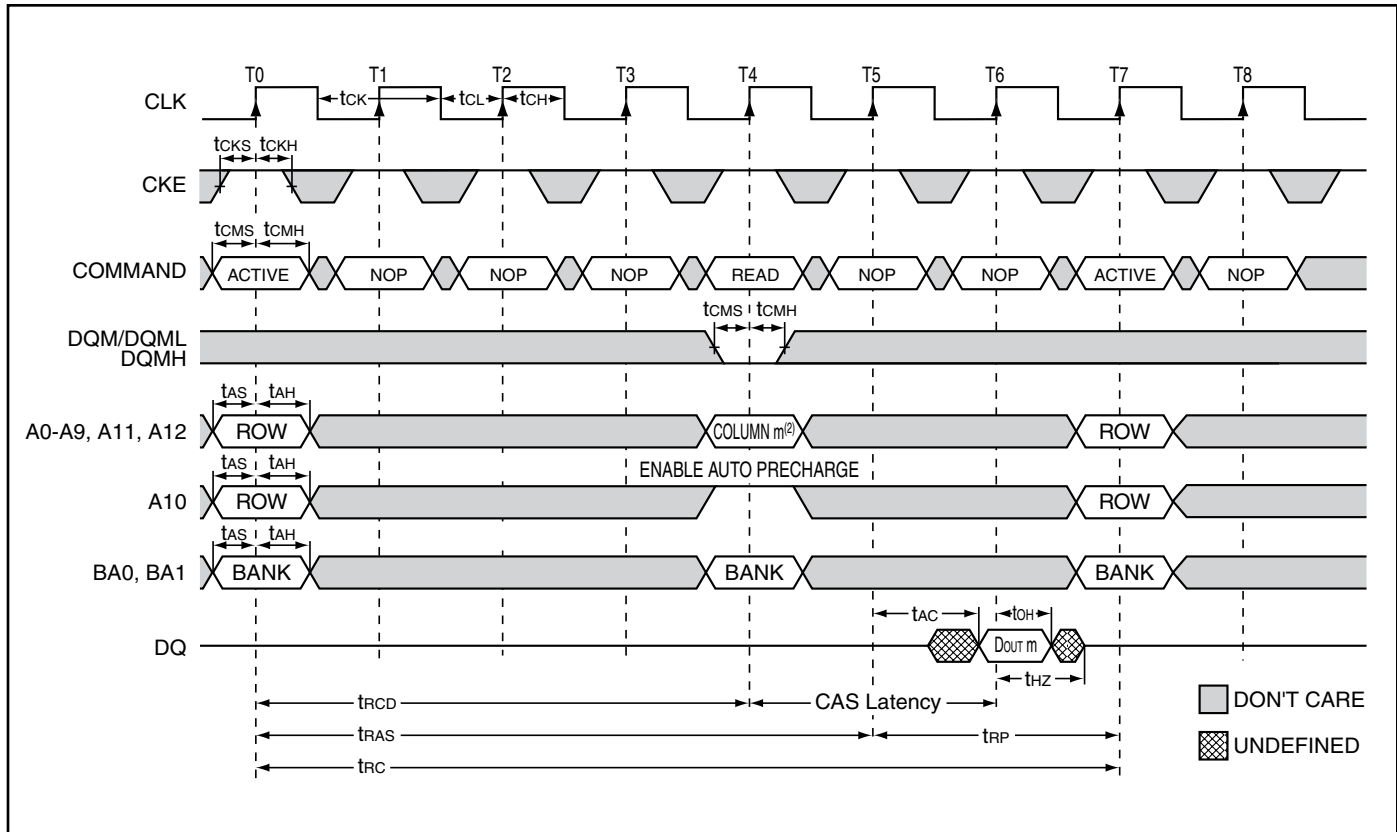 T0 T1 T2 T3 T4 T5 T6 T7 T8
CLK tCK tCL tCH
tCKS tCKH
CKE
tCMS tCMH
COMMAND ACTIVE NOP NOP NOP READ NOP NOP ACTIVE NOP
tCMS tCMH
DQM/DQML
DQMH
tAS tAH
A0-A9, A11, A12 ROW COLUMN m(2) ROW
tAS tAH ENABLE AUTO PRECHARGE
A10 ROW ROW
tAS tAH
BA0, BA1 BANK BANK BANK
tAC tOH
DQ DOUT m
tHZ
tRCD CAS Latency
DON'T CARE
tRAS tRP
UNDEFINED
tRC